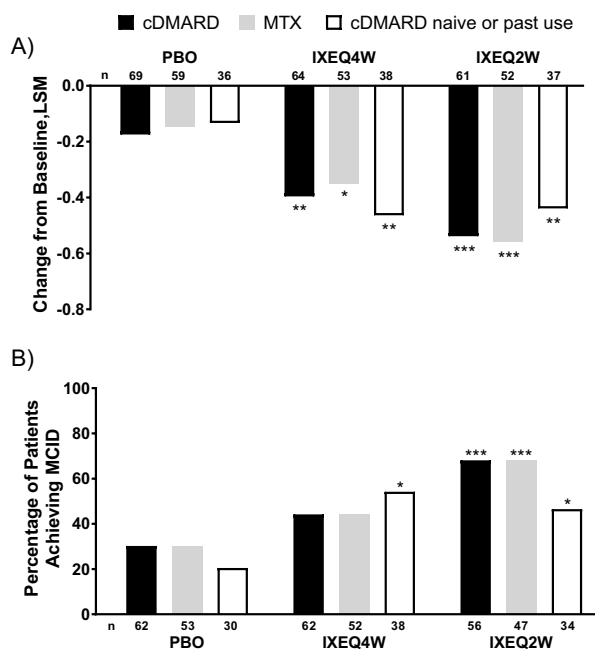 cDMARD MTX cDMARD naive or past use
A)
PBO IXEQ4W IXEQ2W
n 69 59 36 64 53 38 61 52 37
0.0
-0.2
-0.4
-0.6
-0.8
Change from Baseline,LSM
** * **
*** *** **
B)
100
80
60
40
20
0
Percentage of Patients
Achieving MCID
* *** *** *
n 62 53 30 62 52 38 56 47 34
PBO IXEQ4W IXEQ2W